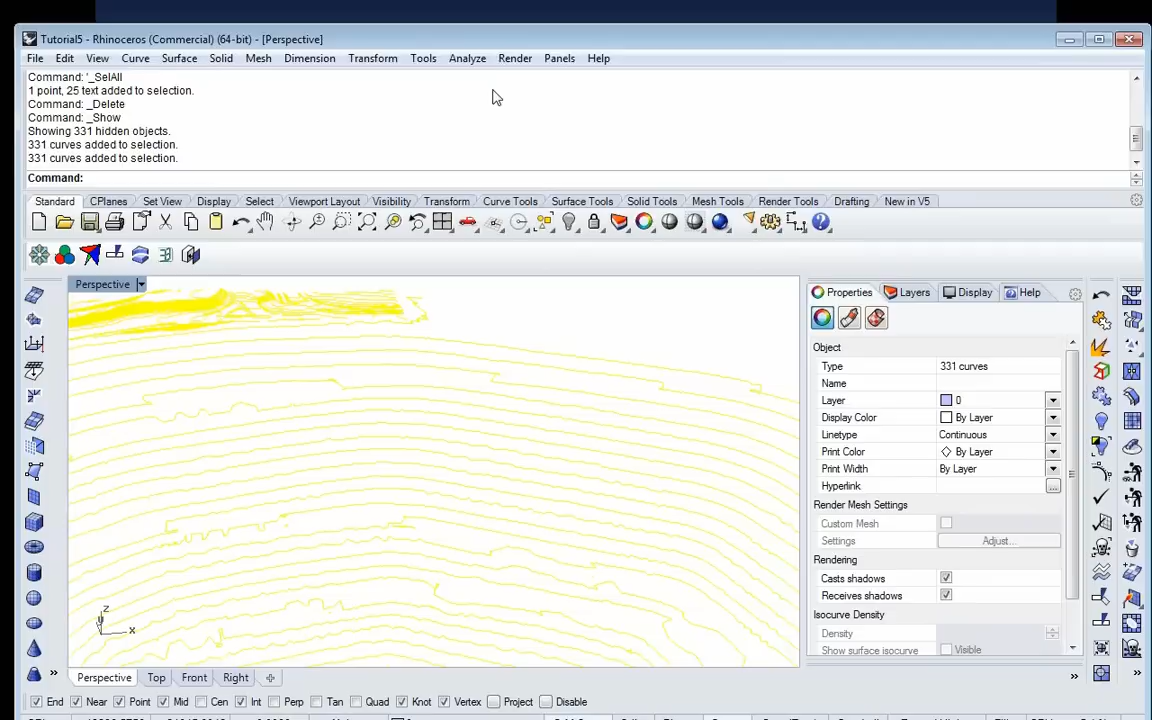 Tutorial5 - Rhinoceros (Commercial) (64-bit) - [Perspective]
File Edit View Curve Surface Solid Mesh Dimension Transform Tools Analyze Render Panels Help
Command: '_SelAll
1 point, 25 text added to selection.
Command: _Delete
Command: _Show
Showing 331 hidden objects.
331 curves added to selection.
331 curves added to selection.
Command:
Standard CPlanes Set View Display Select Viewport Layout Visibility Transform Curve Tools Surface Tools Solid Tools Mesh Tools Render Tools Drafting New in V5
Perspective
Properties Layers Display Help
Object
Type 331 curves
Name
Layer 0
Display Color By Layer
Linetype Continuous
Print Color By Layer
Print Width By Layer
Hyperlink ...
Render Mesh Settings
Custom Mesh
Settings Adjust...
Rendering
Casts shadows
Receives shadows
Isocurve Density
Density
Show surface isocurve Visible
z
y
x
Perspective Top Front Right
End Near Point Mid Cen Int Perp Tan Quad Knot Vertex Project Disable